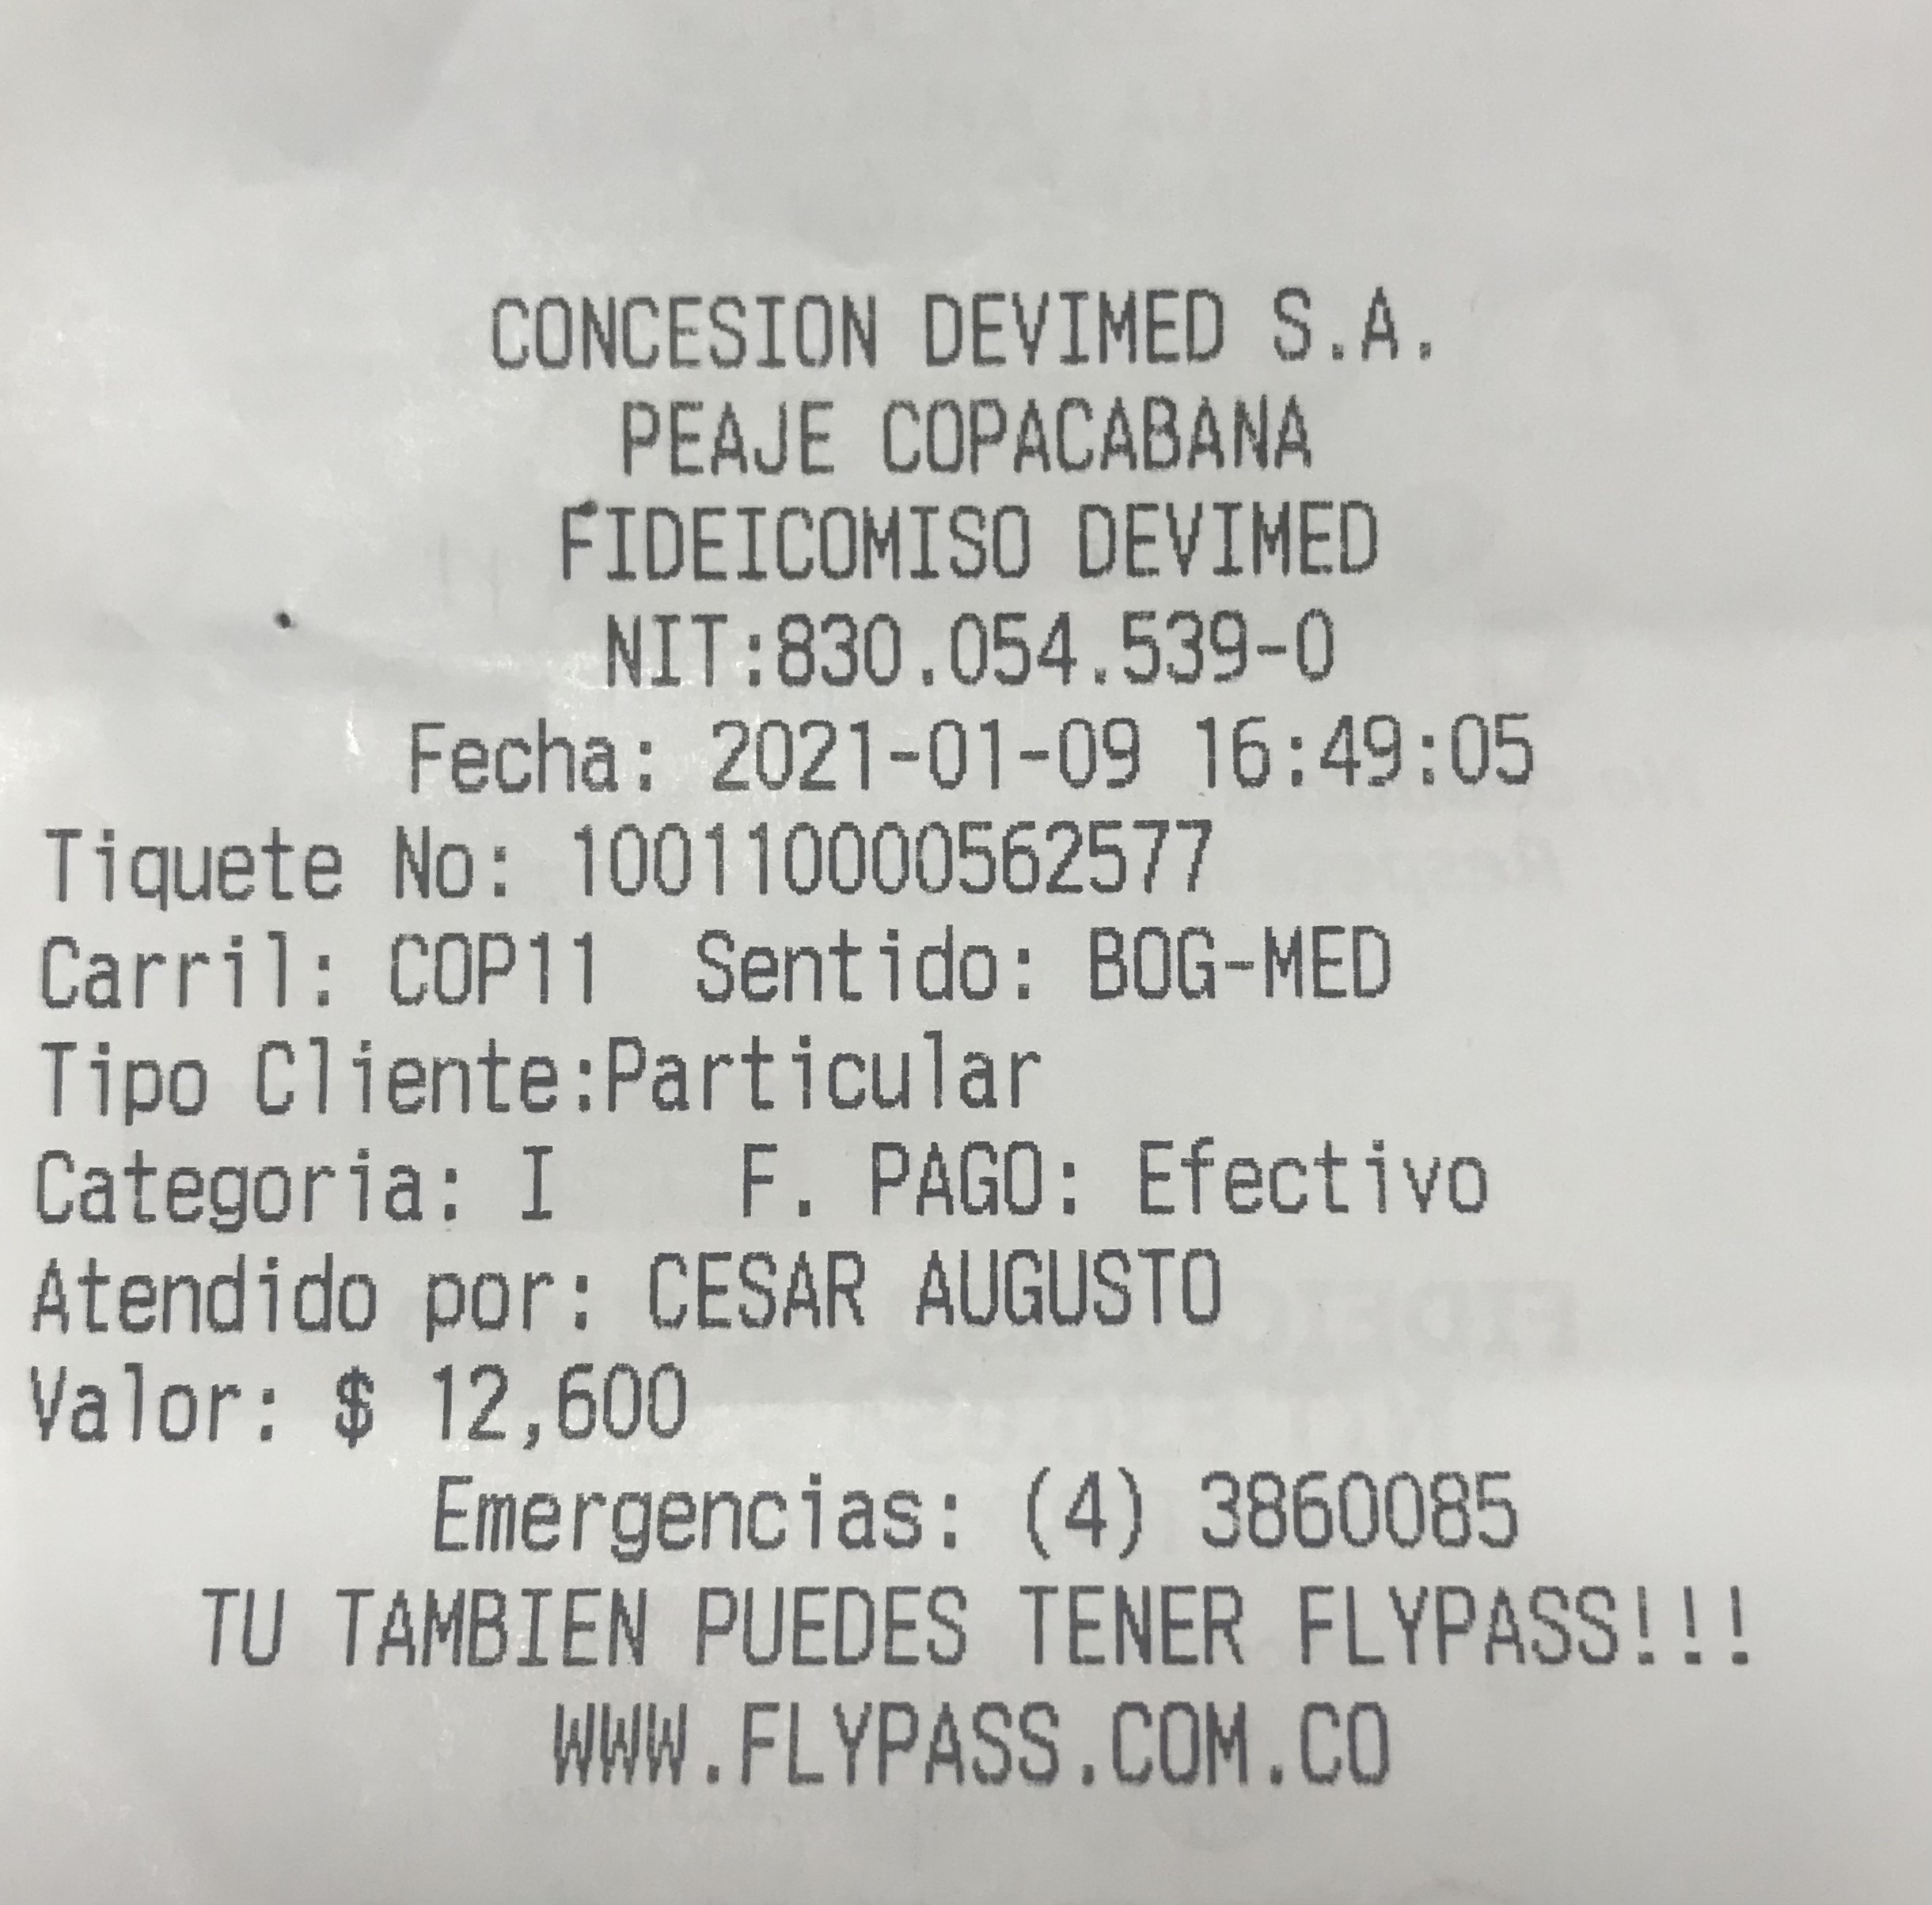 CONCESION DEVIMED S.A.
PEAJE COPACABANA
FIDEICOMISO DEVIMED
NIT:830.054.539-0
Fecha: 2021-01-09 16:49:05
Tiquete No: 100110000562577
Carril: COP11 Sentido: BOG-MED
Tipo Cliente:Particular
Categoria: I F. PAGO: Efectivo
Atendido por: CESAR AUGUSTO
Valor: $ 12,600
Emergencias: (4) 3860085
TU TAMBIEN PUEDES TENER FLYPASS!!!
WWW.FLYPASS.COM.CO